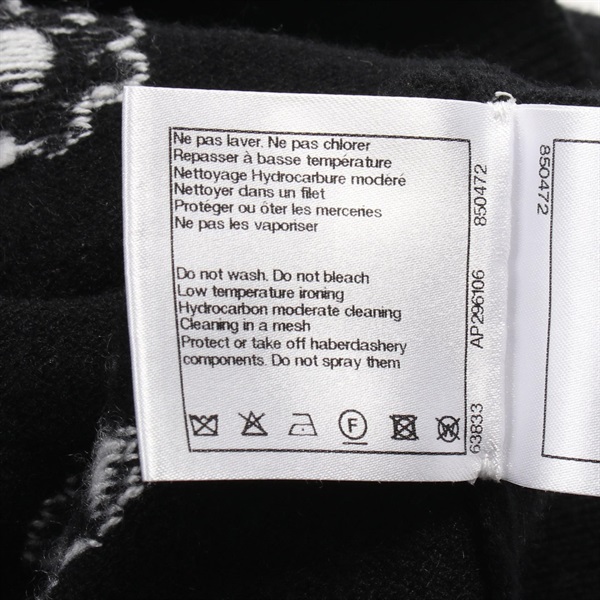 Ne pas laver. Ne pas chlorer
Repasser à basse température
Nettoyage Hydrocarbure modéré
Nettoyer dans un filet
Protéger ou ôter les merceries
Ne pas les vaporiser
Do not wash. Do not bleach
Low temperature ironing
Hydrocarbon moderate cleaning
Cleaning in a mesh
Protect or take off haberdashery
components. Do not spray them
F
W
63833 AP296106 850472
850472